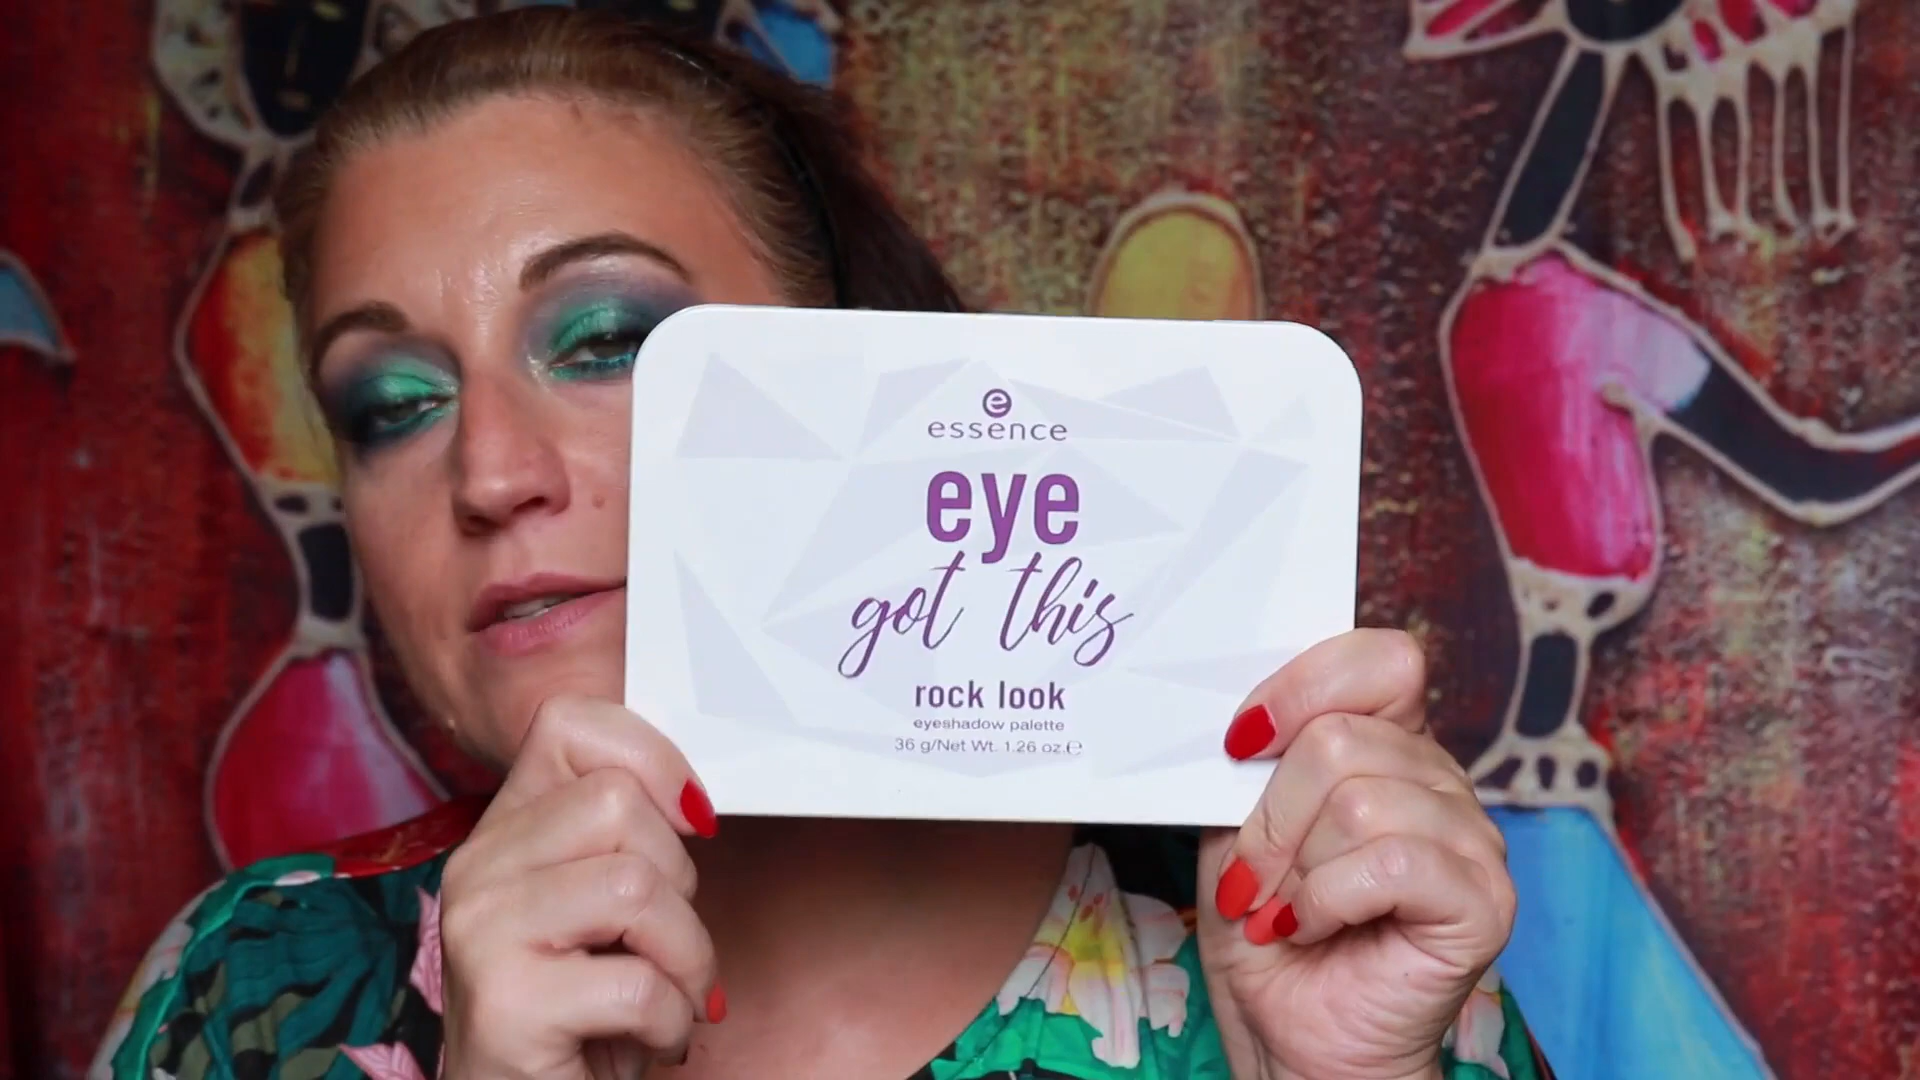 e
essence
eye
got this
rock look
eyeshadow palette
36 g/Net Wt. 1.26 oz.℮